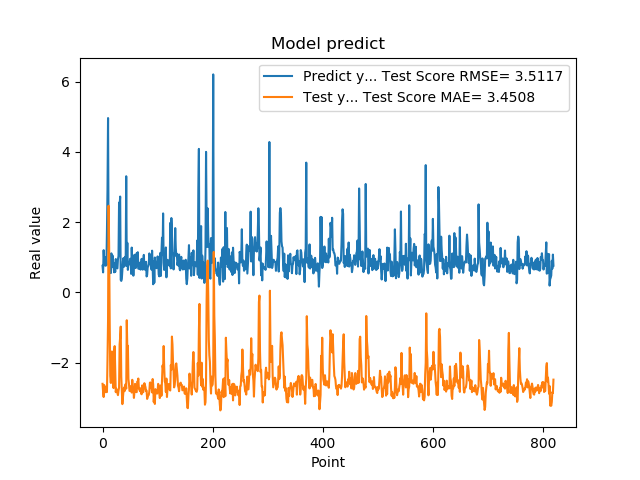 Model predict
Predict y... Test Score RMSE= 3.5117
Test y... Test Score MAE= 3.4508
Real value
6
4
2
0
−2
0 200 400 600 800
Point